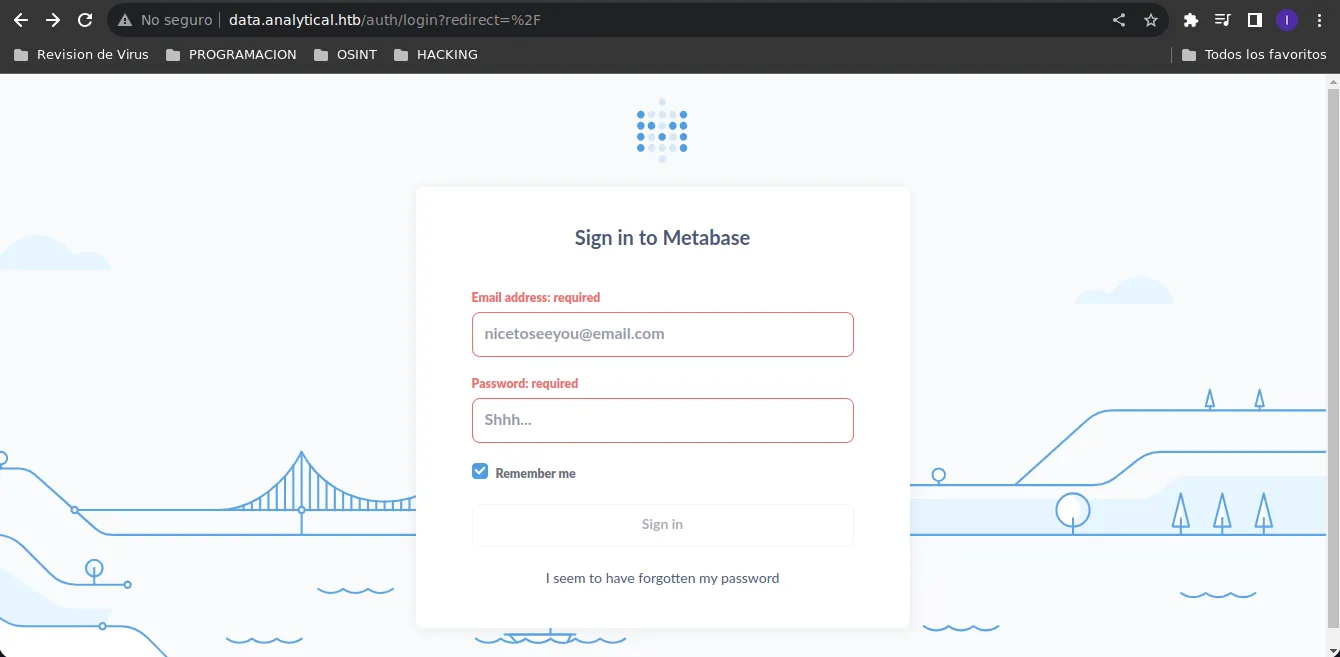 No seguro data.analytical.htb/auth/login?redirect=%2F I
Revision de Virus PROGRAMACION OSINT HACKING Todos los favoritos
Sign in to Metabase
Email address: required
nicetoseeyou@email.com
Password: required
Shhh...
Remember me
Sign in
I seem to have forgotten my password